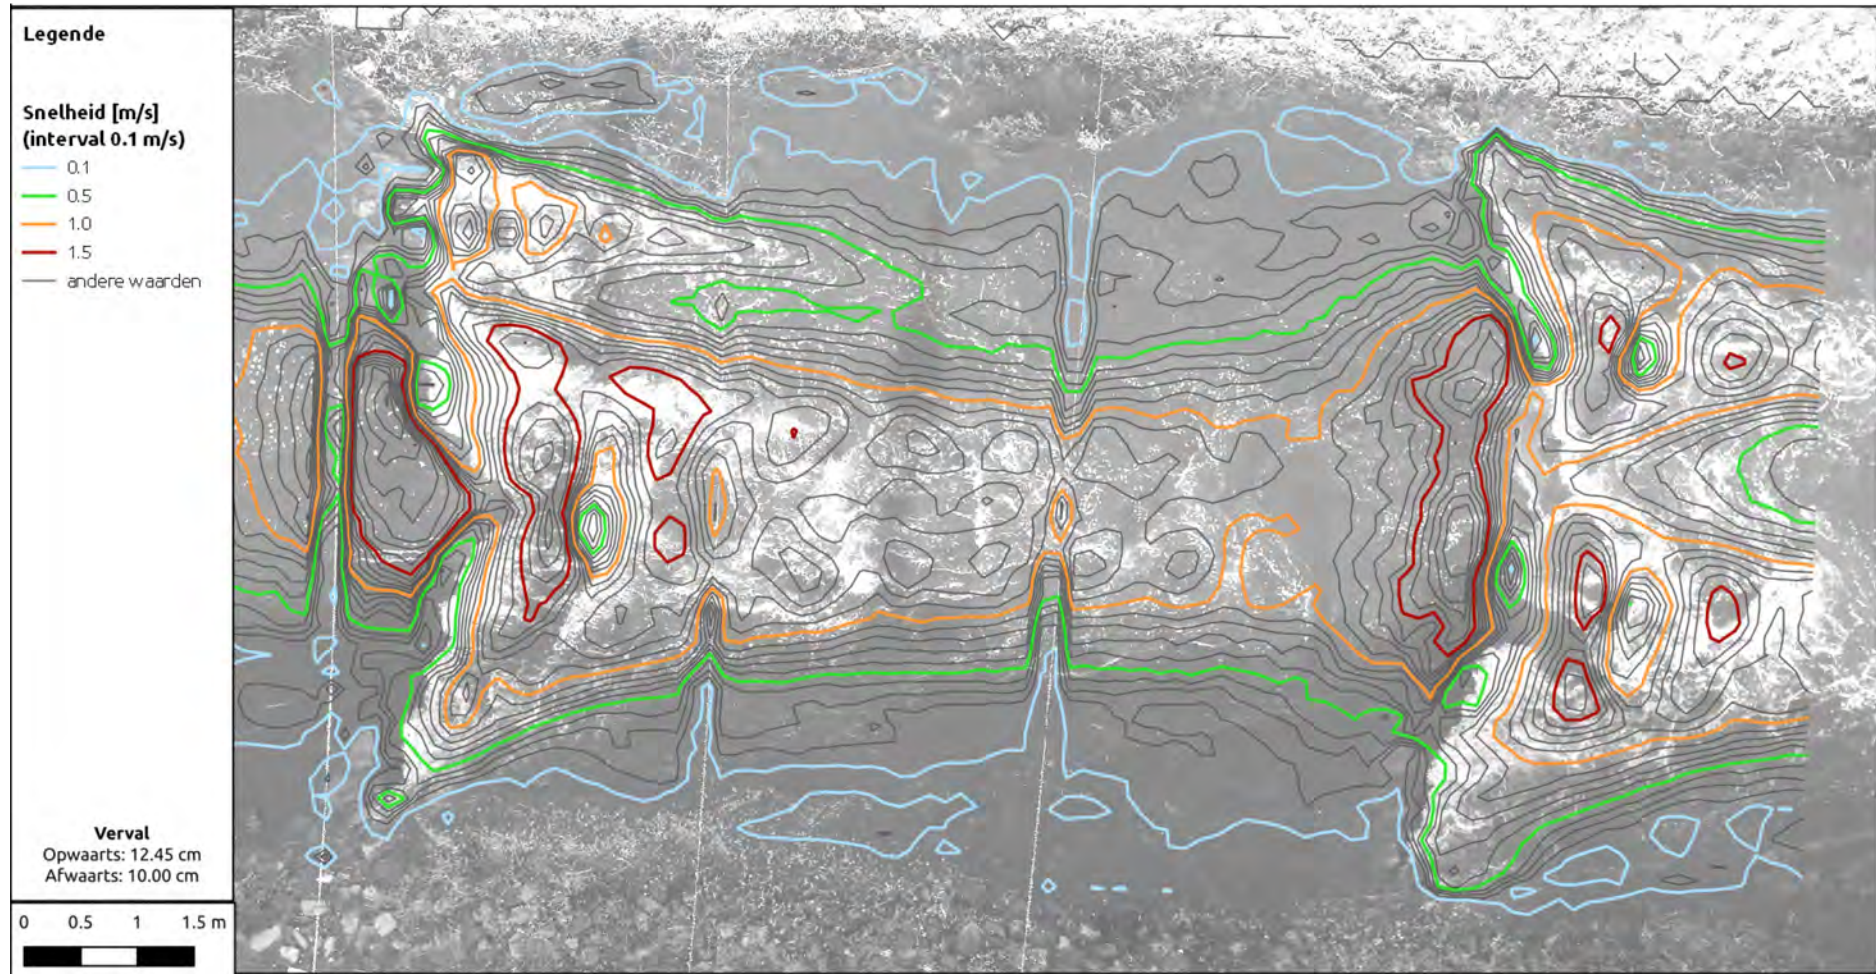 Legende
Snelheid [m/s]
(interval 0.1 m/s)
0.1
0.5
1.0
1.5
andere waarden
Verval
Opwaarts: 12.45 cm
Afwaarts: 10.00 cm
0 0.5 1 1.5 m